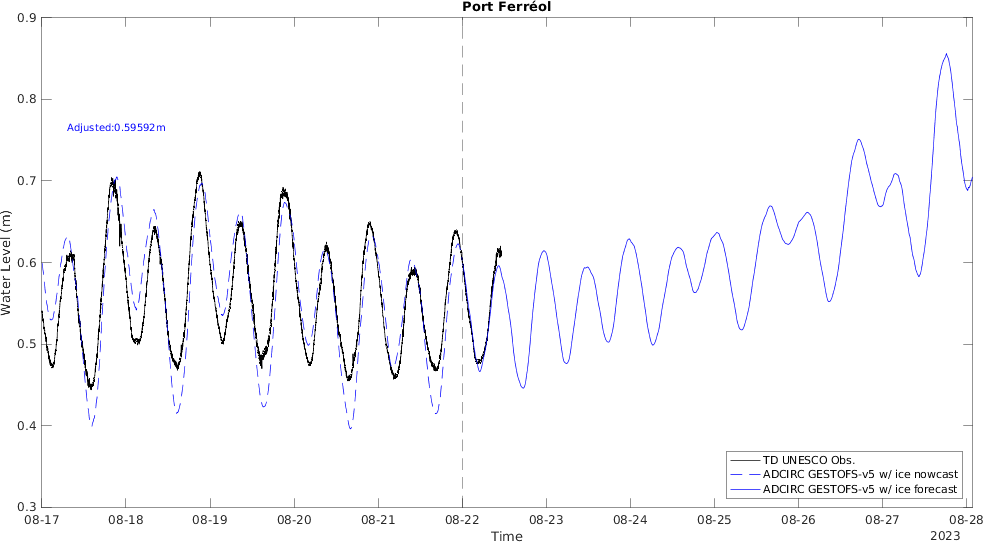 Port Ferréol
0.9
0.8
0.7
0.6
0.5
0.4
0.3
Water Level (m)
Adjusted:0.59592m
TD UNESCO Obs.
ADCIRC GESTOFS-v5 w/ ice nowcast
ADCIRC GESTOFS-v5 w/ ice forecast
08-17 08-18 08-19 08-20 08-21 08-22 08-23 08-24 08-25 08-26 08-27 08-28
Time
2023